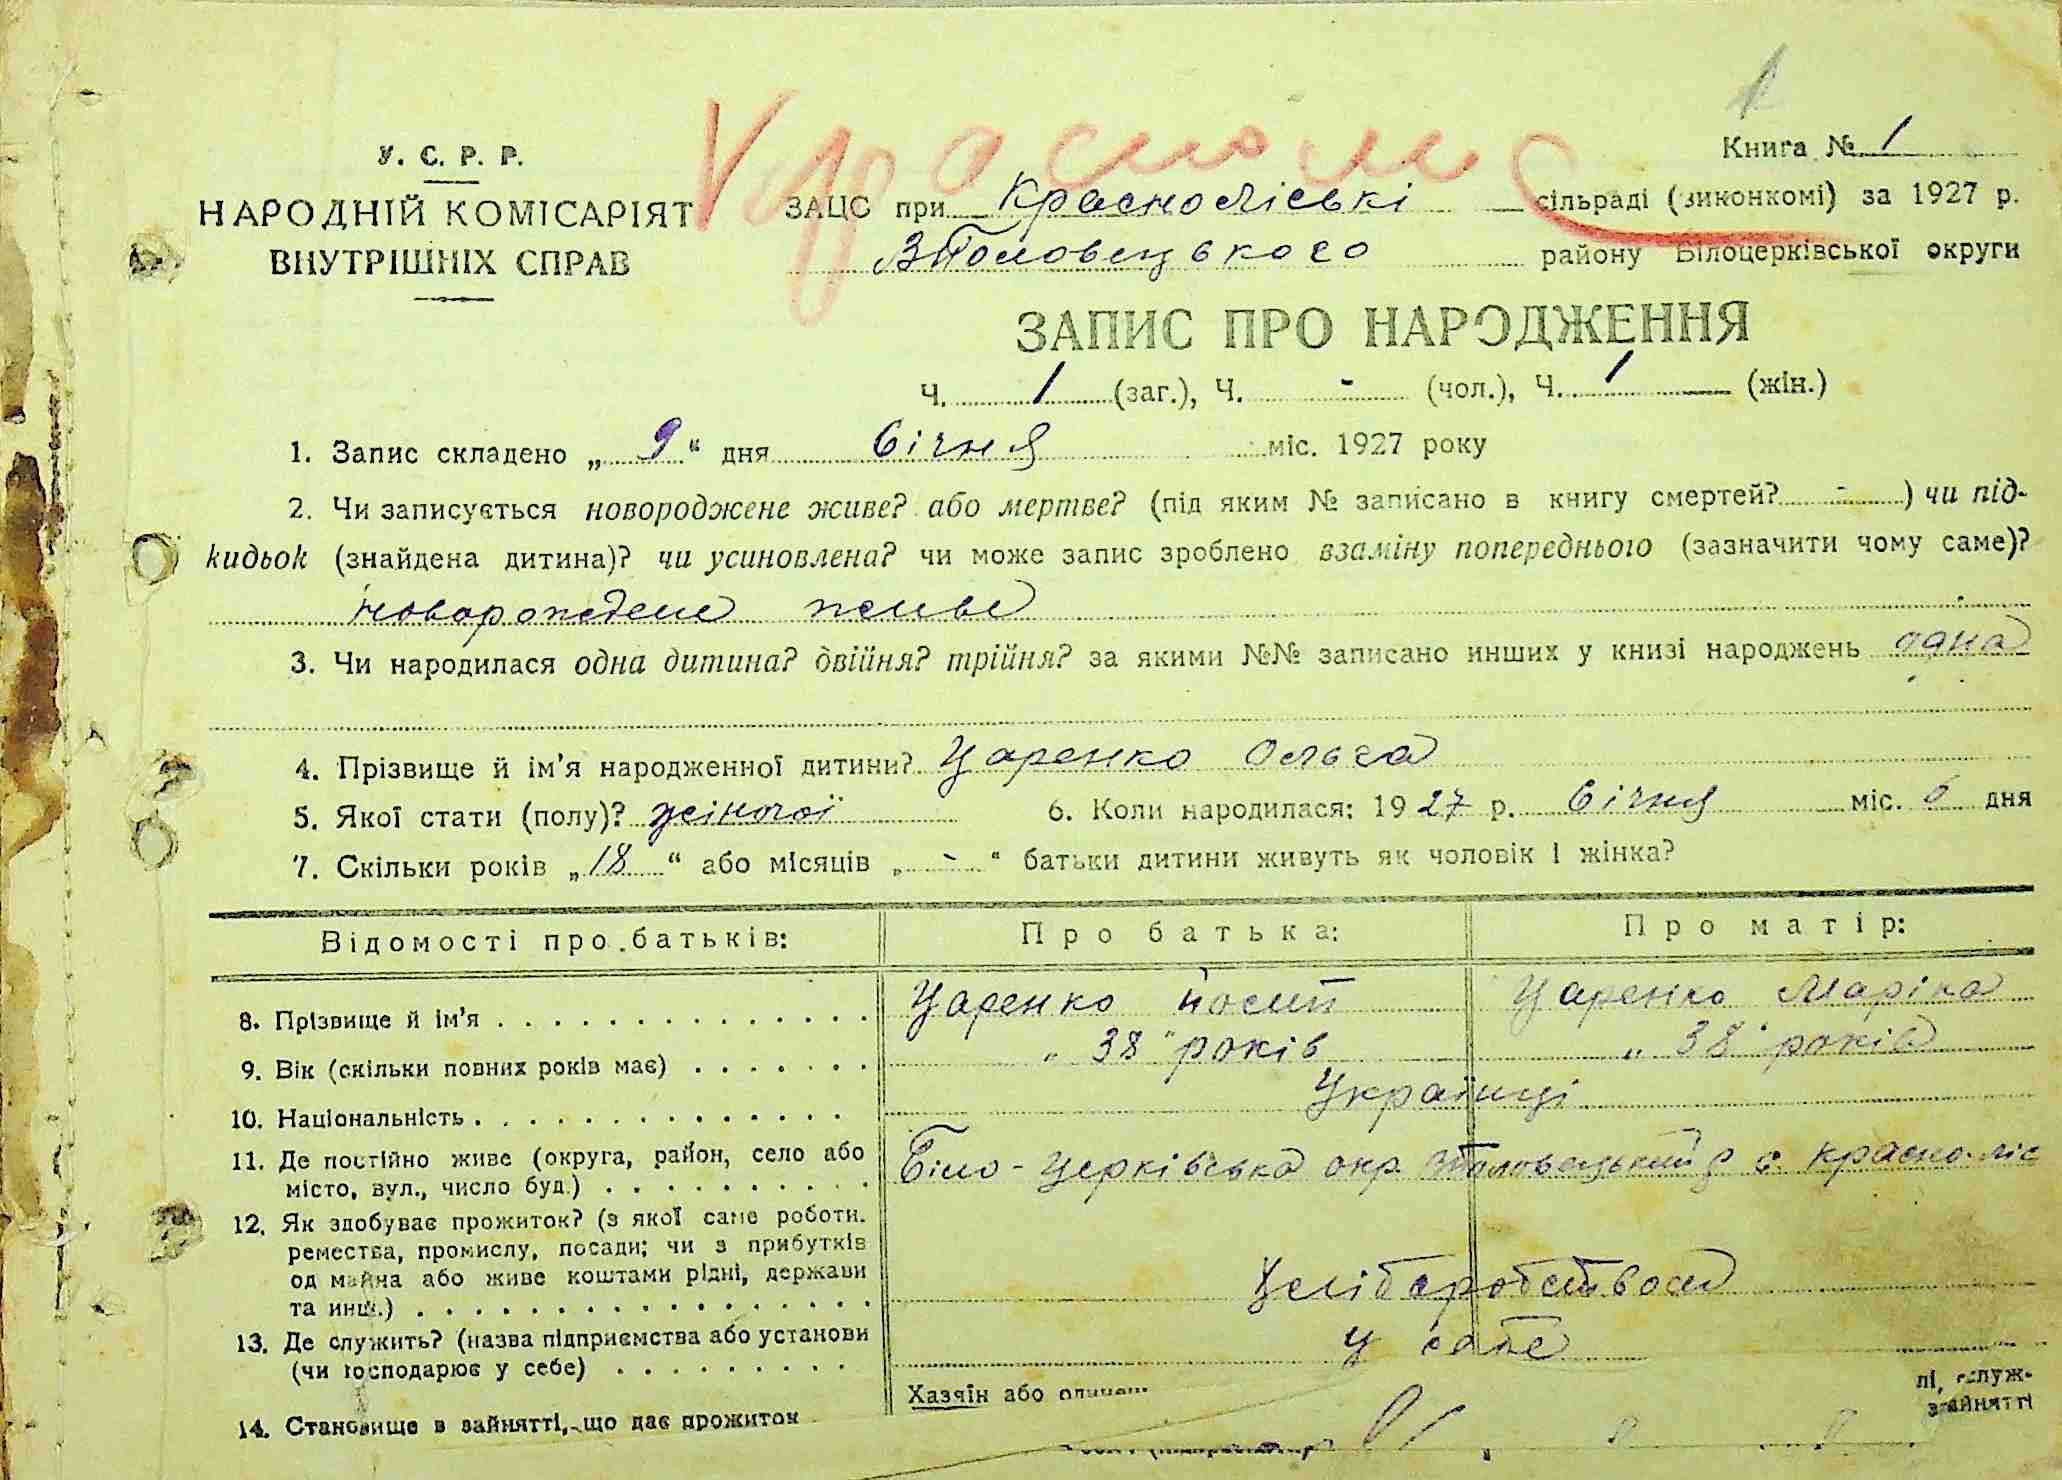 1
Красноліс
У. С. Р. Р.
НАРОДНІЙ КОМІСАРІЯТ
ВНУТРІШНІХ СПРАВ
Книга № 1
ЗАЦС при Красноліські сільраді (виконкомі) за 1927 р.
району Білоцерківської округи
ЗАПИС ПРО НАРОДЖЕННЯ
Ч. 1 (заг.), Ч. - (чол.), Ч. 1 (жін.)
1. Запис складено „ 9 “ дня Січня міс. 1927 року
2. Чи записується новороджене живе? або мертве? (під яким № записано в книгу смертей? - ) чи під-
кидьок (знайдена дитина)? чи усиновлена? чи може запис зроблено взаміну попереднього (зазначити чому саме)?
новорождене живе
3. Чи народилася одна дитина? двійня? трійня? за якими №№ записано инших у книзі народжень одна
4. Прізвище й ім’я народженної дитини? Царенко Ольга
5. Якої стати (полу)? жіночої 6. Коли народилася: 1927 р. Січня міс. 6 дня
7. Скільки років „ 18 “ або місяців „ - “ батьки дитини живуть як чоловік і жінка?
Відомості про батьків: Про батька: Про матір:
8. Прізвище й ім’я Царенко Йосип Царенко Маріна
9. Вік (скільки повних років має) „ 38 " років „ 38 " років
10. Національність Українці
11. Де постійно живе (округа, район, село або
місто, вул., число буд.) Біло-Церківська окр. р с. Красно-ліс
12. Як здобуває прожиток? (з якої саме роботи.
ремества, промислу, посади; чи з прибутків
од майна або живе коштами рідні, держави
та инш.)
13. Де служить? (назва підприємства або установи
(чи господарює у себе) У себе
14. Становище в зайнятті, що дає прожиток Хазяїн або
лі, служ-
зайнятті